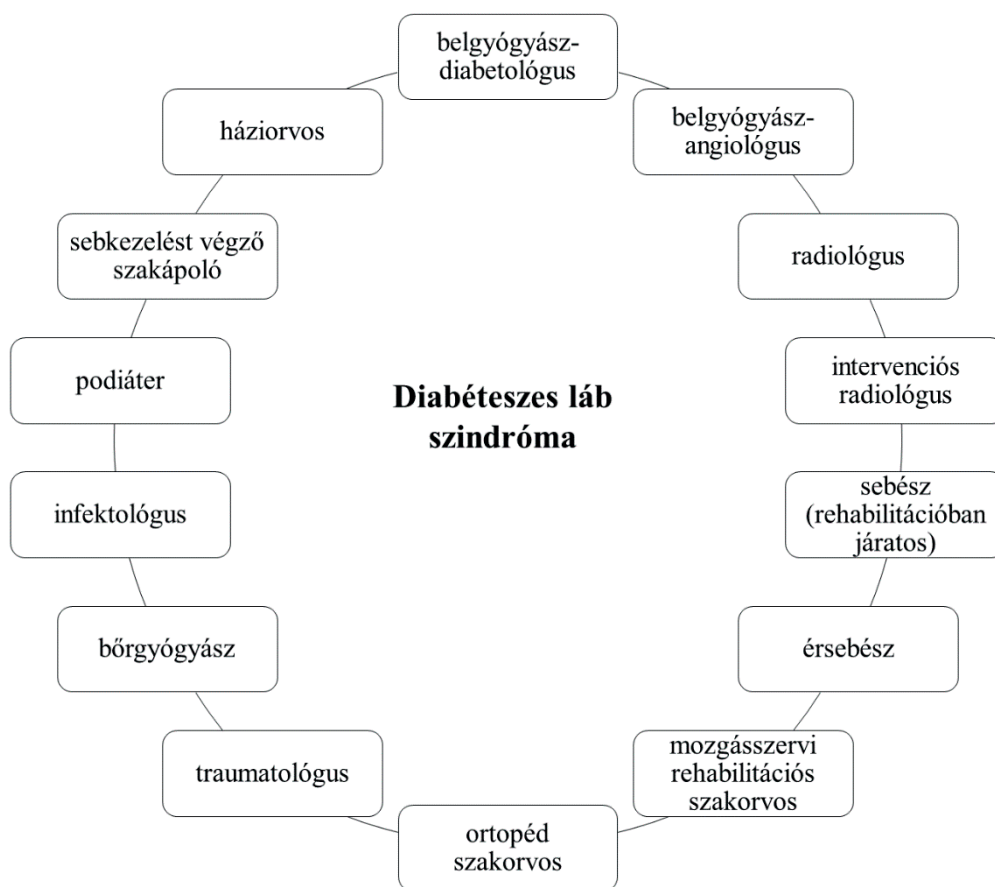 belgyógyász-
diabetológus
belgyógyász-
angiológus
radiológus
intervenciós
radiológus
sebész
(rehabilitációban
járatos)
érsebész
mozgásszervi
rehabilitációs
szakorvos
ortopéd
szakorvos
traumatológus
bőrgyógyász
infektológus
podiáter
sebkezelést végző
szakápoló
háziorvos
Diabéteszes láb
szindróma